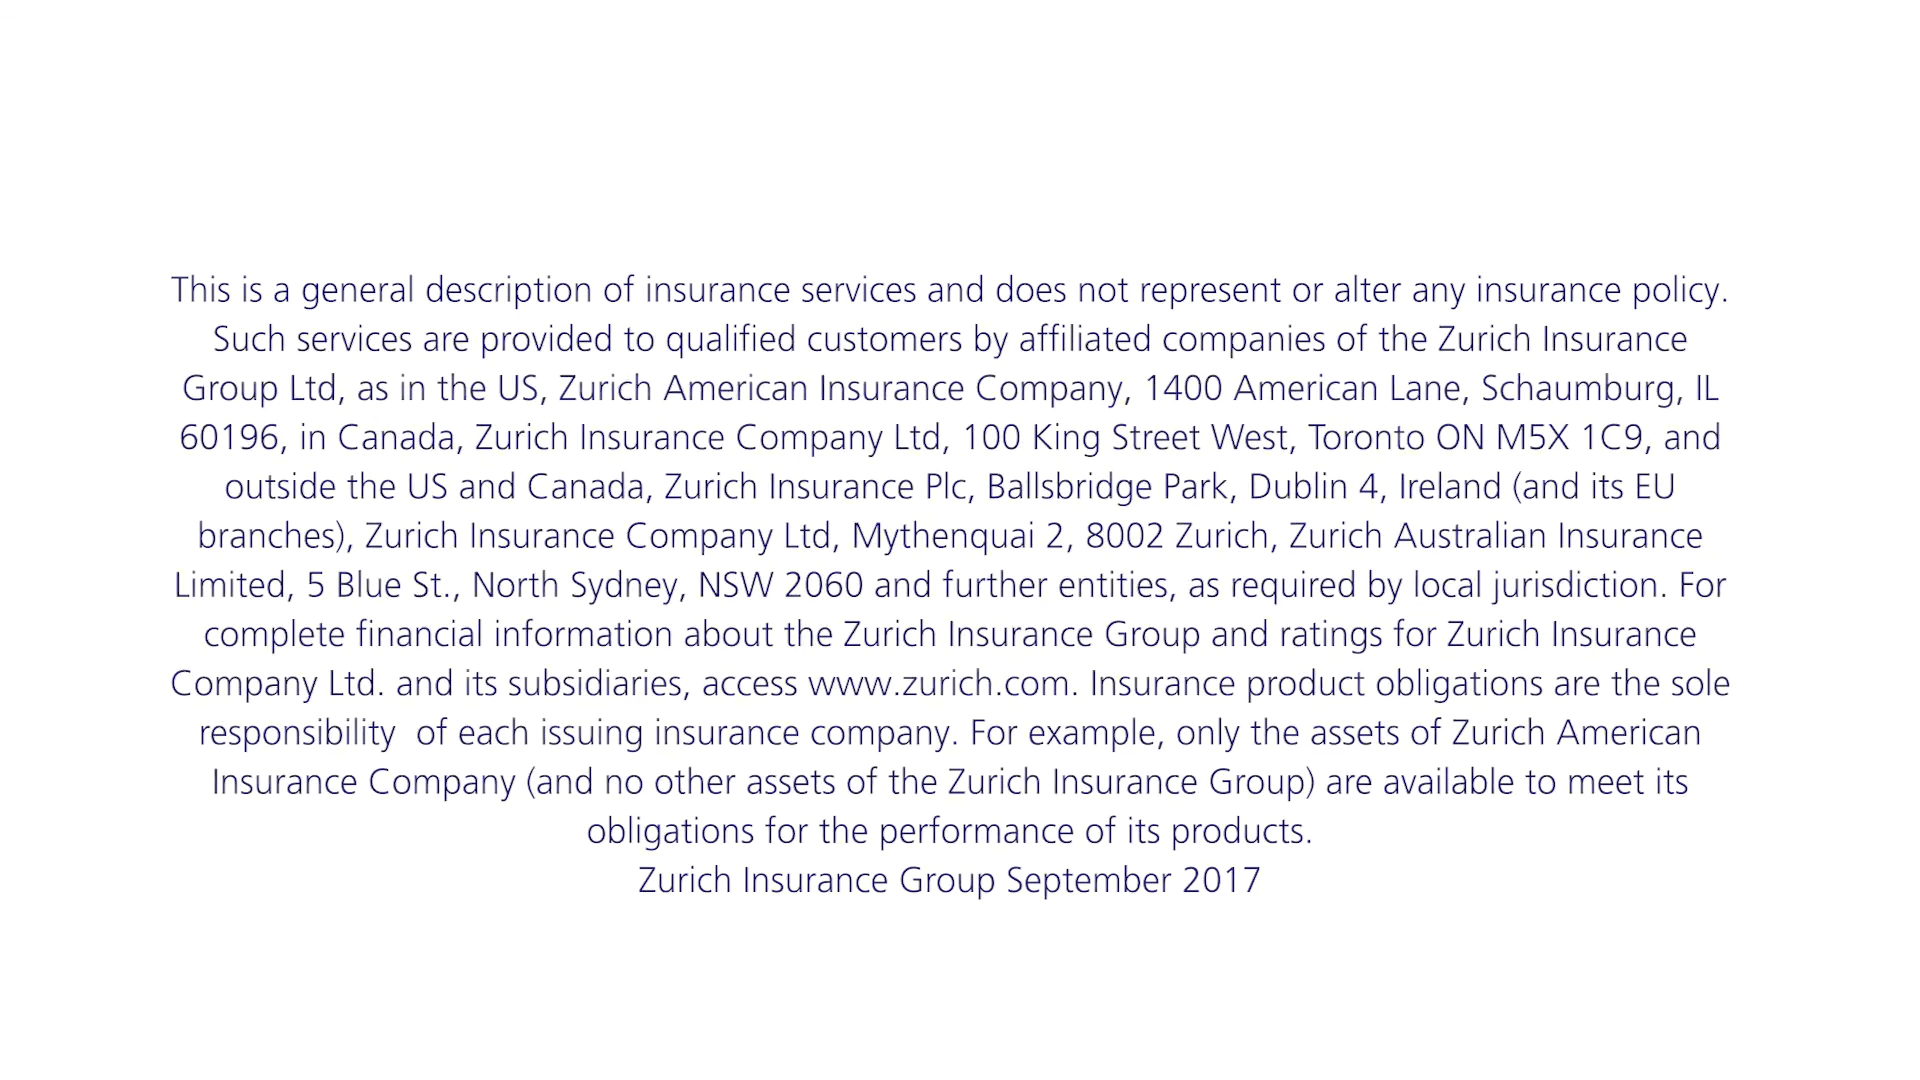 This is a general description of insurance services and does not represent or alter any insurance policy.
Such services are provided to qualified customers by affiliated companies of the Zurich Insurance
Group Ltd, as in the US, Zurich American Insurance Company, 1400 American Lane, Schaumburg, IL
60196, in Canada, Zurich Insurance Company Ltd, 100 King Street West, Toronto ON M5X 1C9, and
outside the US and Canada, Zurich Insurance Plc, Ballsbridge Park, Dublin 4, Ireland (and its EU
branches), Zurich Insurance Company Ltd, Mythenquai 2, 8002 Zurich, Zurich Australian Insurance
Limited, 5 Blue St., North Sydney, NSW 2060 and further entities, as required by local jurisdiction. For
complete financial information about the Zurich Insurance Group and ratings for Zurich Insurance
Company Ltd. and its subsidiaries, access www.zurich.com. Insurance product obligations are the sole
responsibility  of each issuing insurance company. For example, only the assets of Zurich American
Insurance Company (and no other assets of the Zurich Insurance Group) are available to meet its
obligations for the performance of its products.
Zurich Insurance Group September 2017